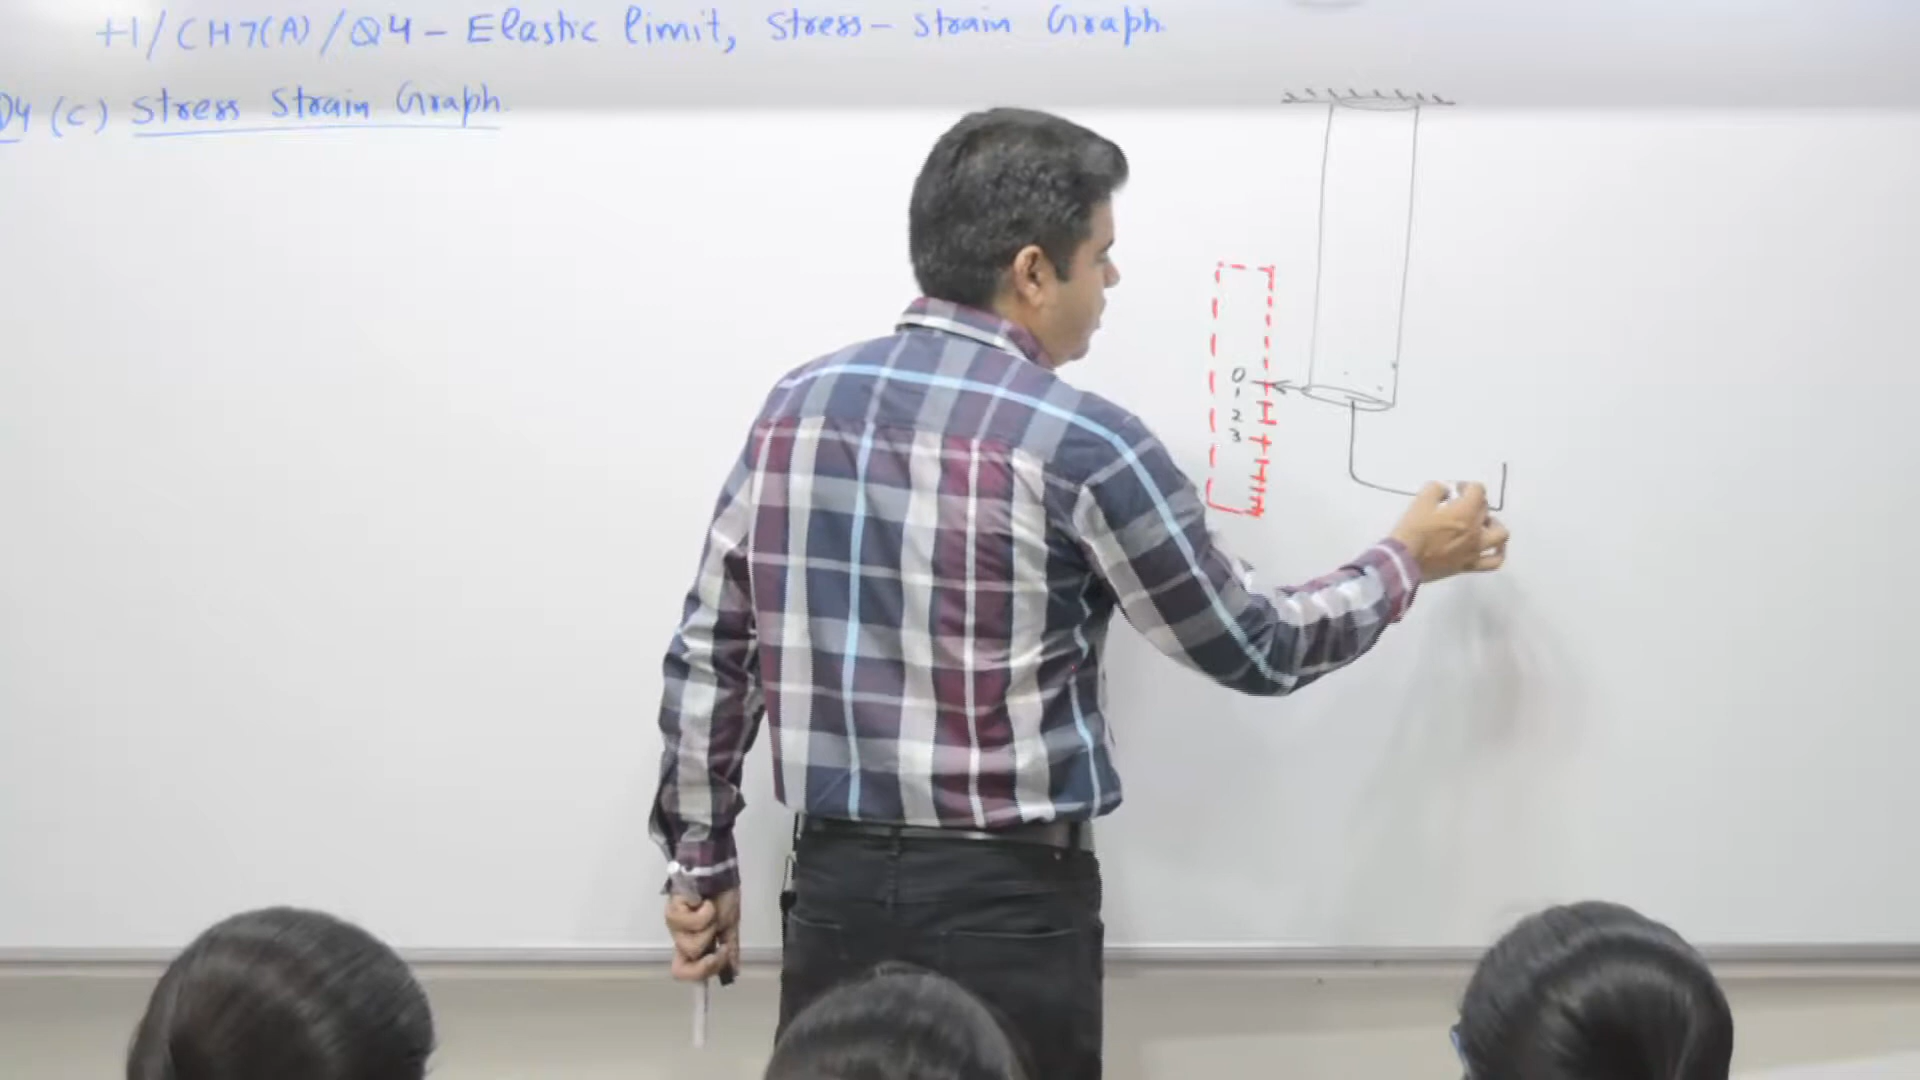 +1/CH7(A)/Q4 - Elastic limit, Stress - Strain Graph.
Q4 (c) Stress Strain Graph.
0
1
2
3